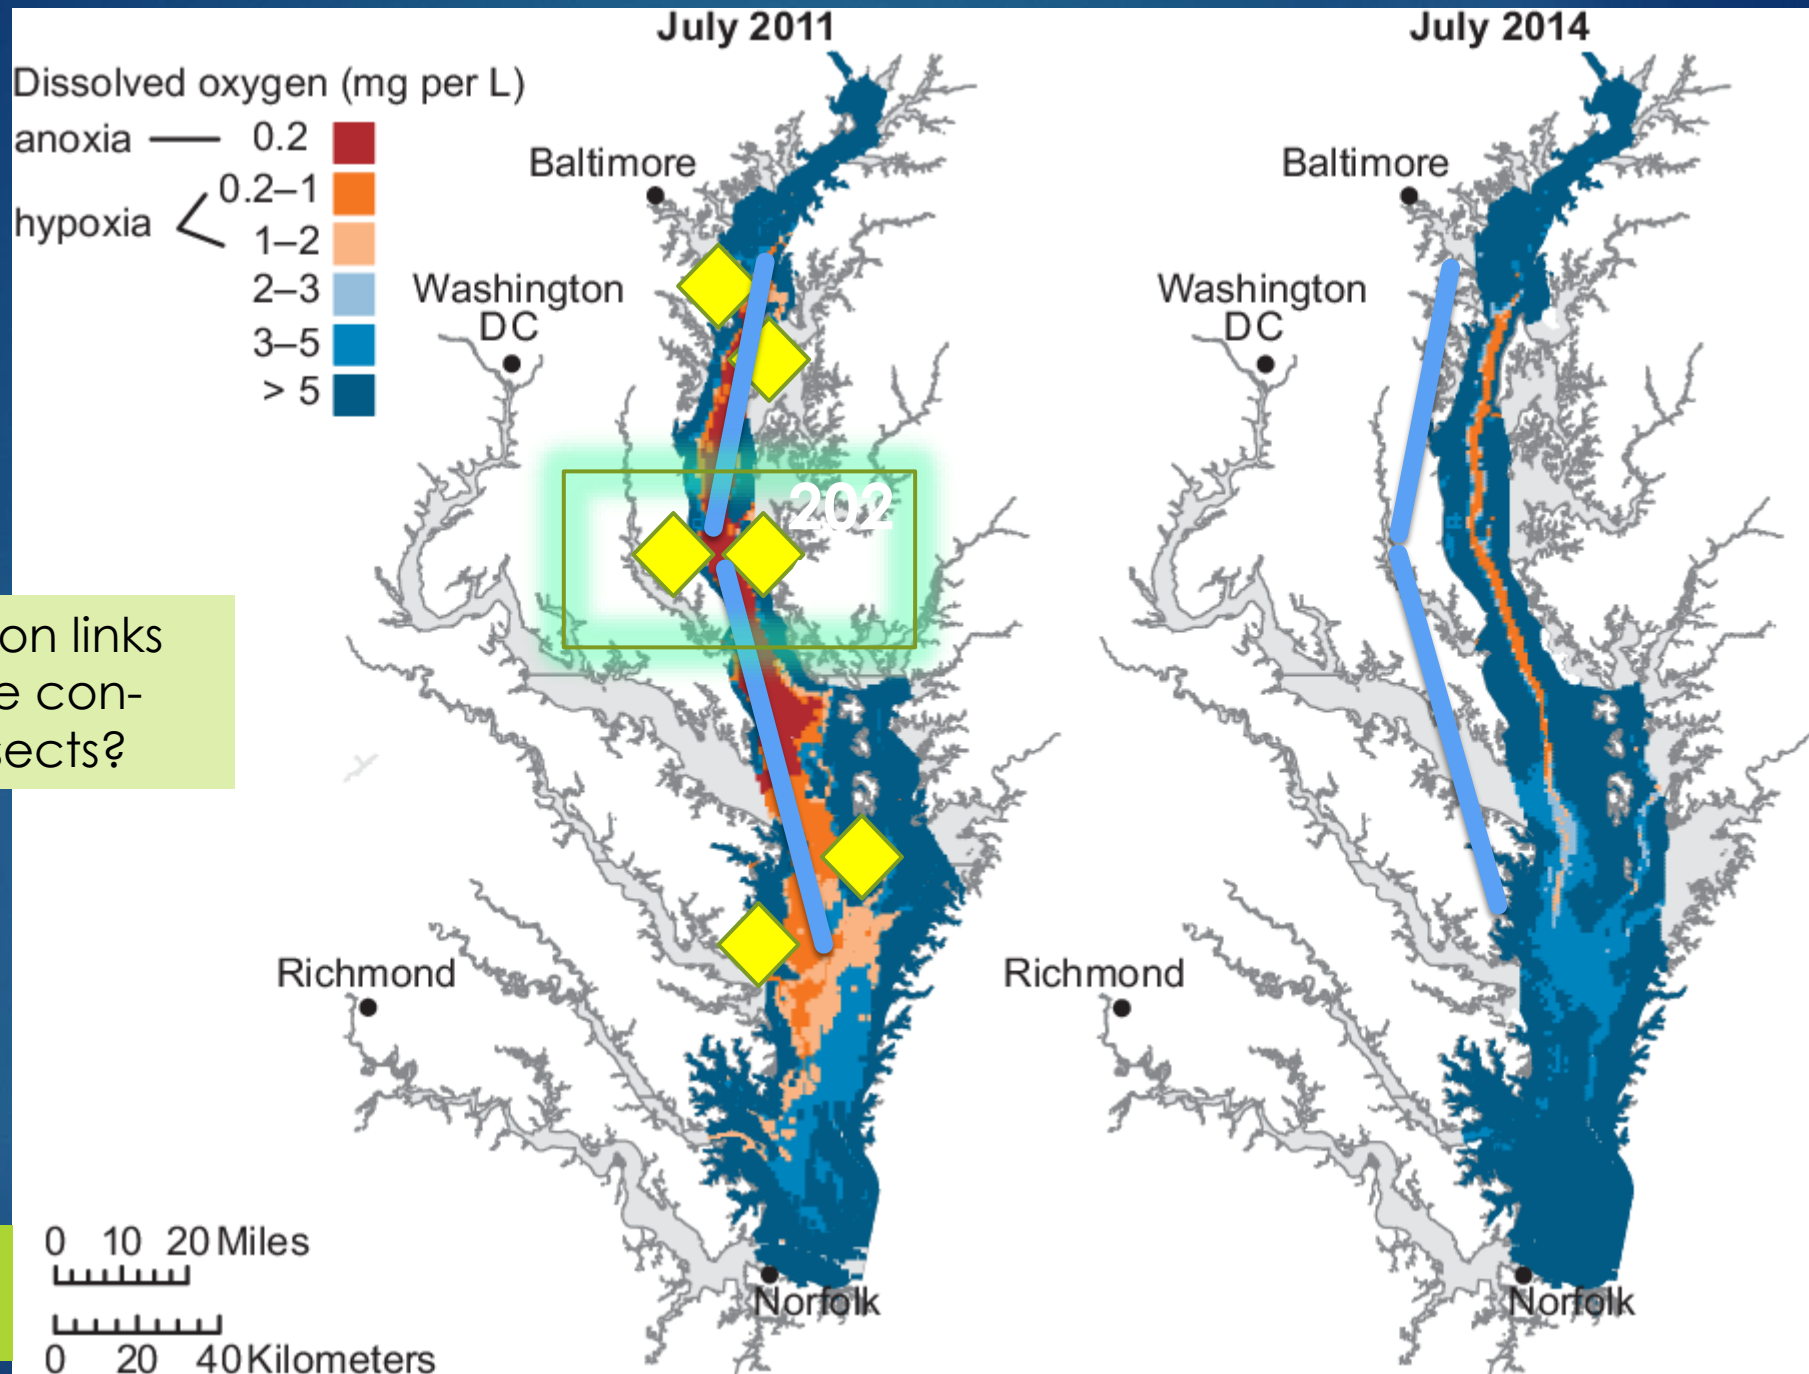 July 2011
July 2014
Dissolved oxygen (mg per L)
anoxia 0.2
hypoxia
0.2–1
1–2
2–3
3–5
> 5
Baltimore
Washington
DC
202
Richmond
Norfolk
Baltimore
Washington
DC
Richmond
Norfolk
on links
e con-
sects?
0 10 20 Miles
0 20 40 Kilometers